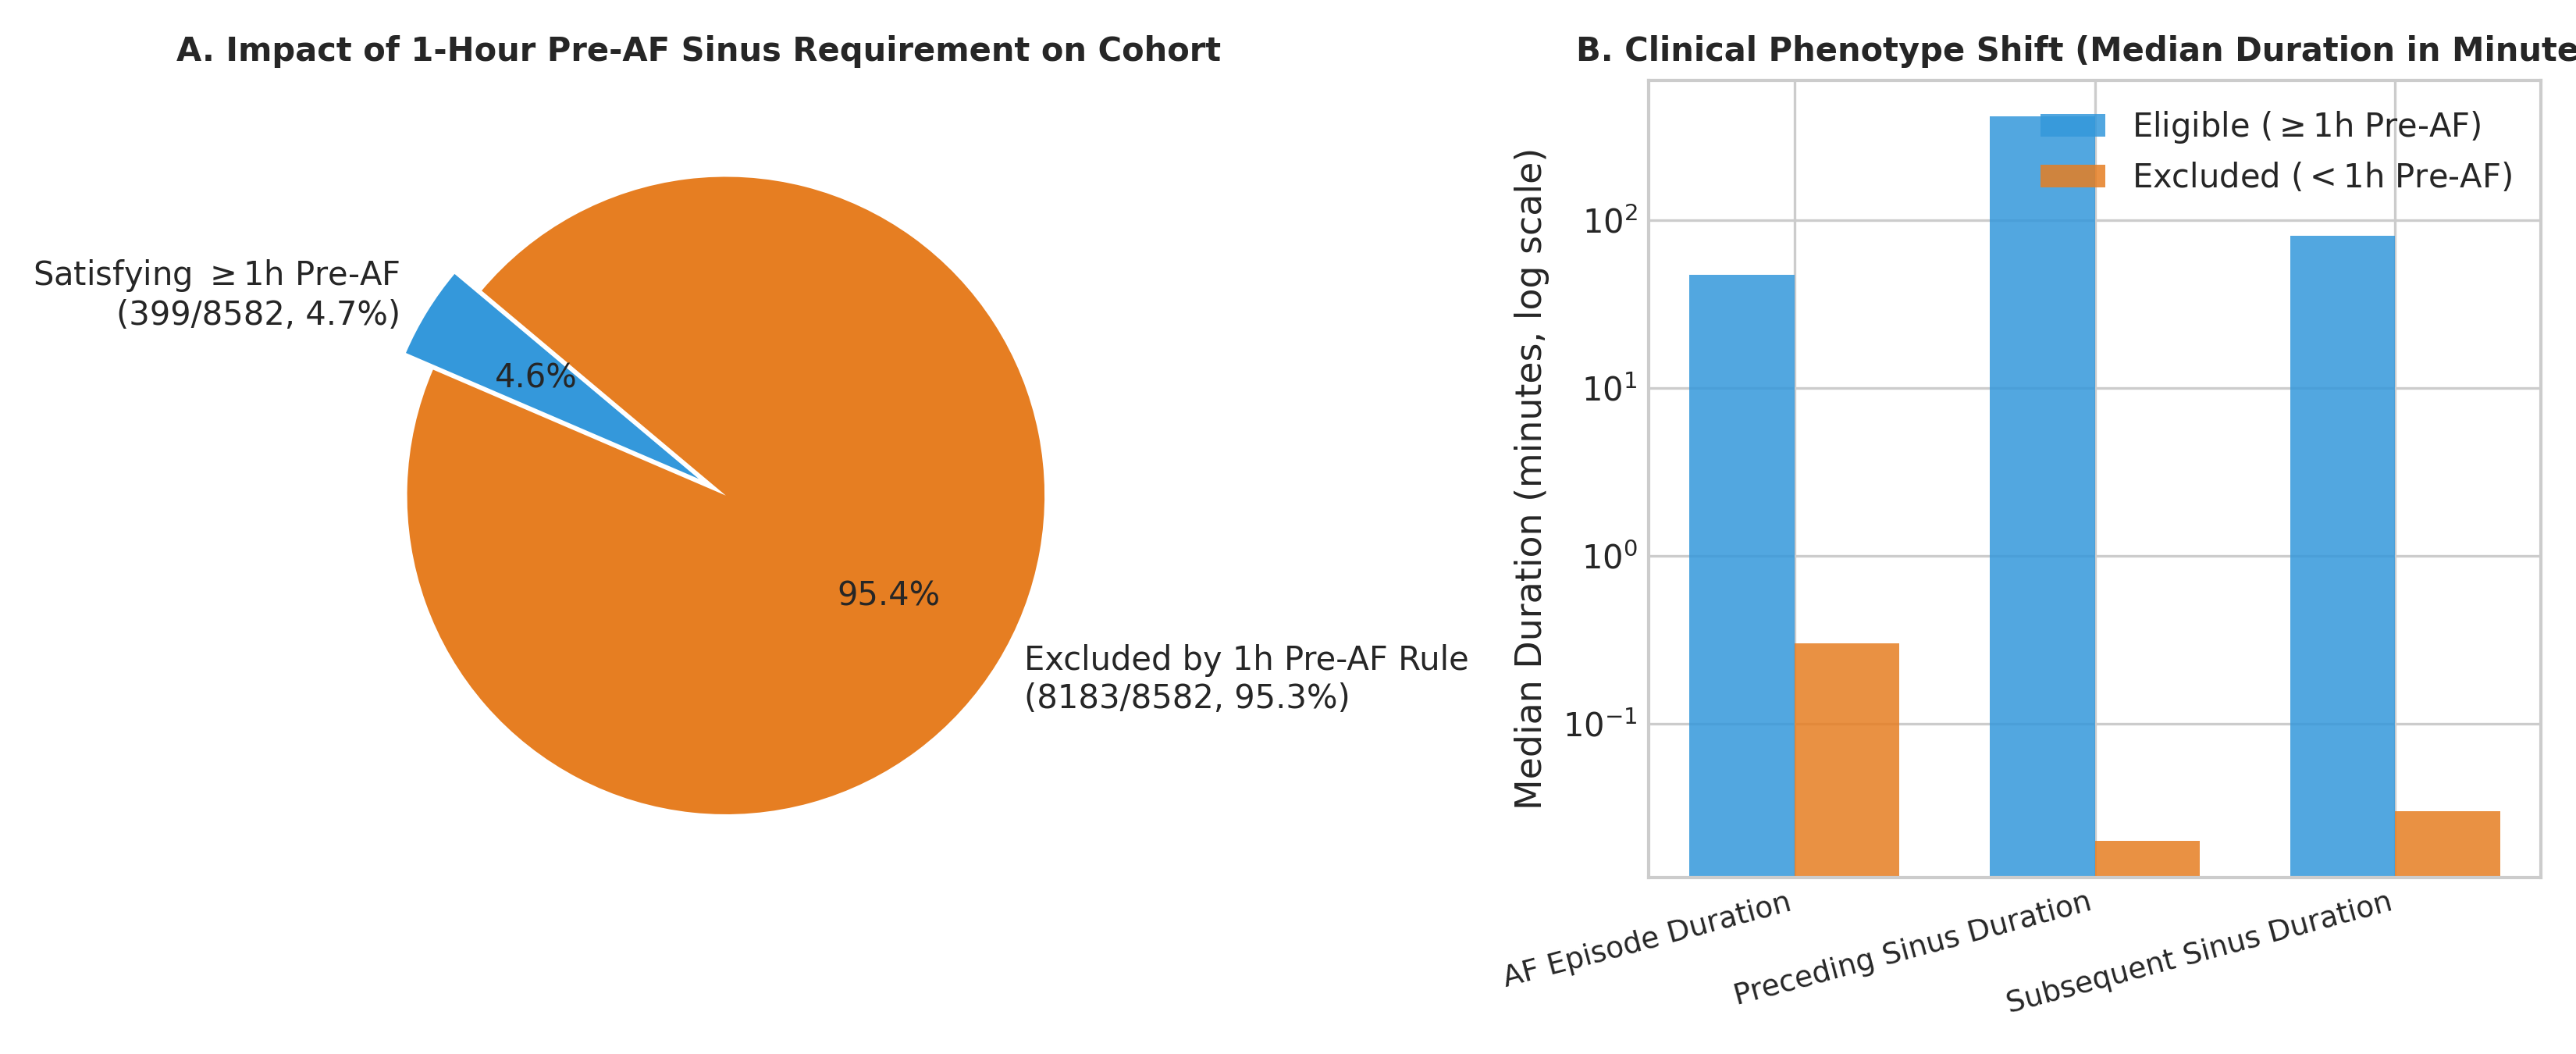 A. Impact of 1-Hour Pre-AF Sinus Requirement on Cohort
Satisfying ≥1h Pre-AF
(399/8582, 4.7%)
4.6%
95.4%
Excluded by 1h Pre-AF Rule
(8183/8582, 95.3%)
B. Clinical Phenotype Shift (Median Duration in Minute
Eligible (≥1h Pre-AF)
Excluded (<1h Pre-AF)
Median Duration (minutes, log scale)
10²
10¹
10⁰
10⁻¹
AF Episode Duration
Preceding Sinus Duration
Subsequent Sinus Duration